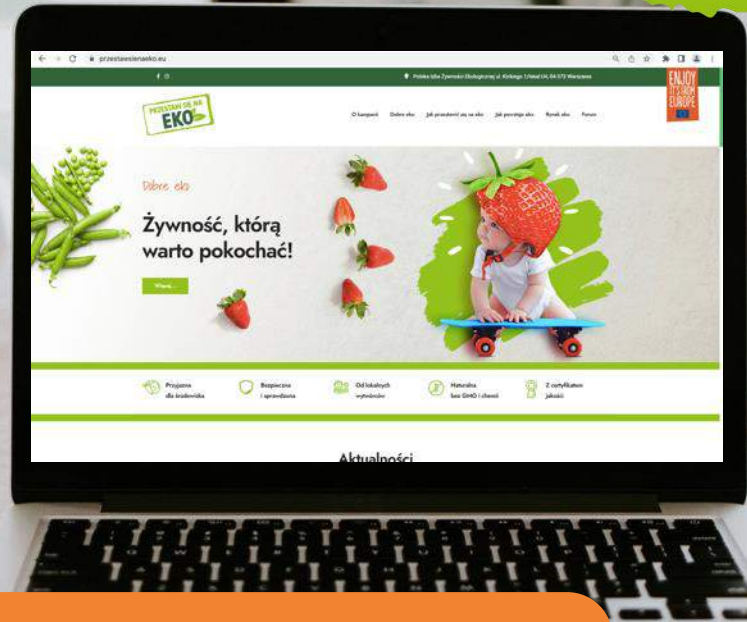 przestawsienaeko.eu
Polska Izba Żywności Ekologicznej ul. Kickiego 1/lokal U4, 04-373 Warszawa
ENJOY
IT'S FROM
EUROPE
PRZESTAW SIĘ NA
EKO
O kampanii Dobre eko Jak przestawić się na eko Jak powstaje eko Rynek eko Forum
Dobre eko
Żywność, którą
warto pokochać!
Więcej...
Przyjazna
dla środowiska
Bezpieczna
i sprawdzona
Od lokalnych
wytwórców
Naturalna
bez GMO i chemii
Z certyfikatem
jakości
Aktualności